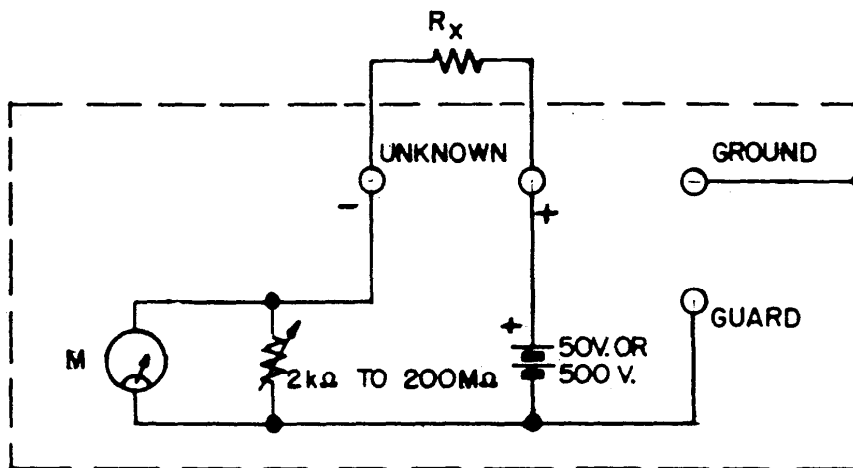 Rx
UNKNOWN
GROUND
-
+
+
GUARD
M
2kΩ TO 200MΩ
50V. OR
500 V.